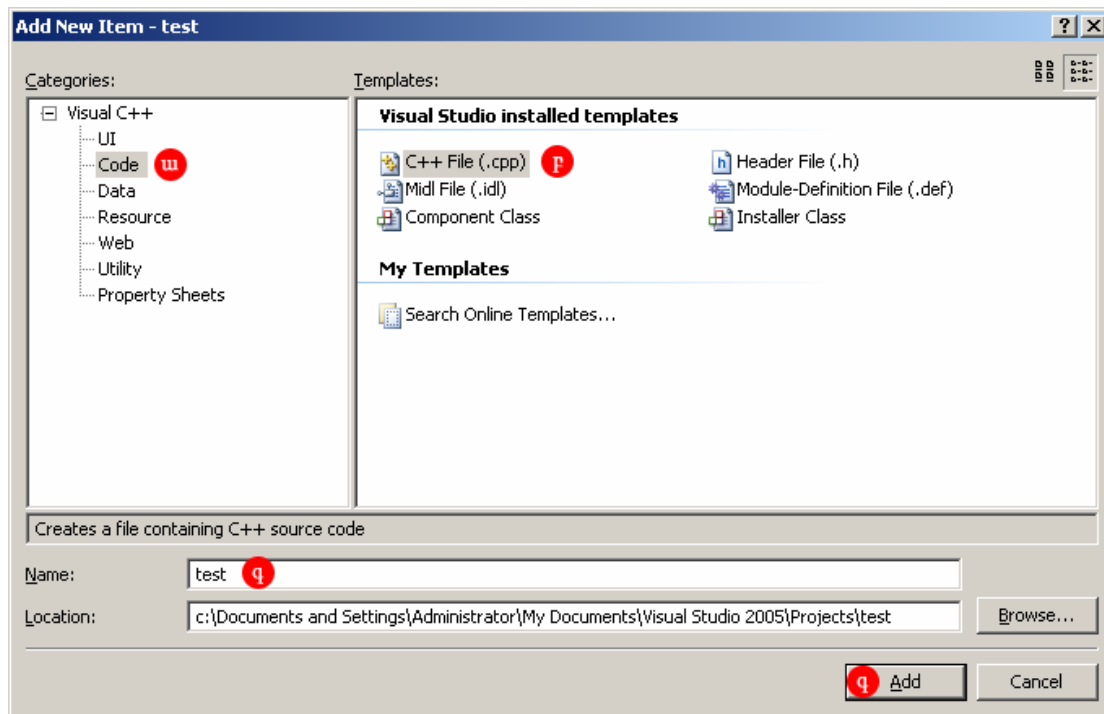 Add New Item - test
Categories:
Templates:
Visual C++
UI
Code
Data
Resource
Web
Utility
Property Sheets
Visual Studio installed templates
C++ File (.cpp)
Header File (.h)
Midl File (.idl)
Module-Definition File (.def)
Component Class
Installer Class
My Templates
Search Online Templates...
Creates a file containing C++ source code
Name: test
Location: c:\Documents and Settings\Administrator\My Documents\Visual Studio 2005\Projects\test Browse...
Add Cancel